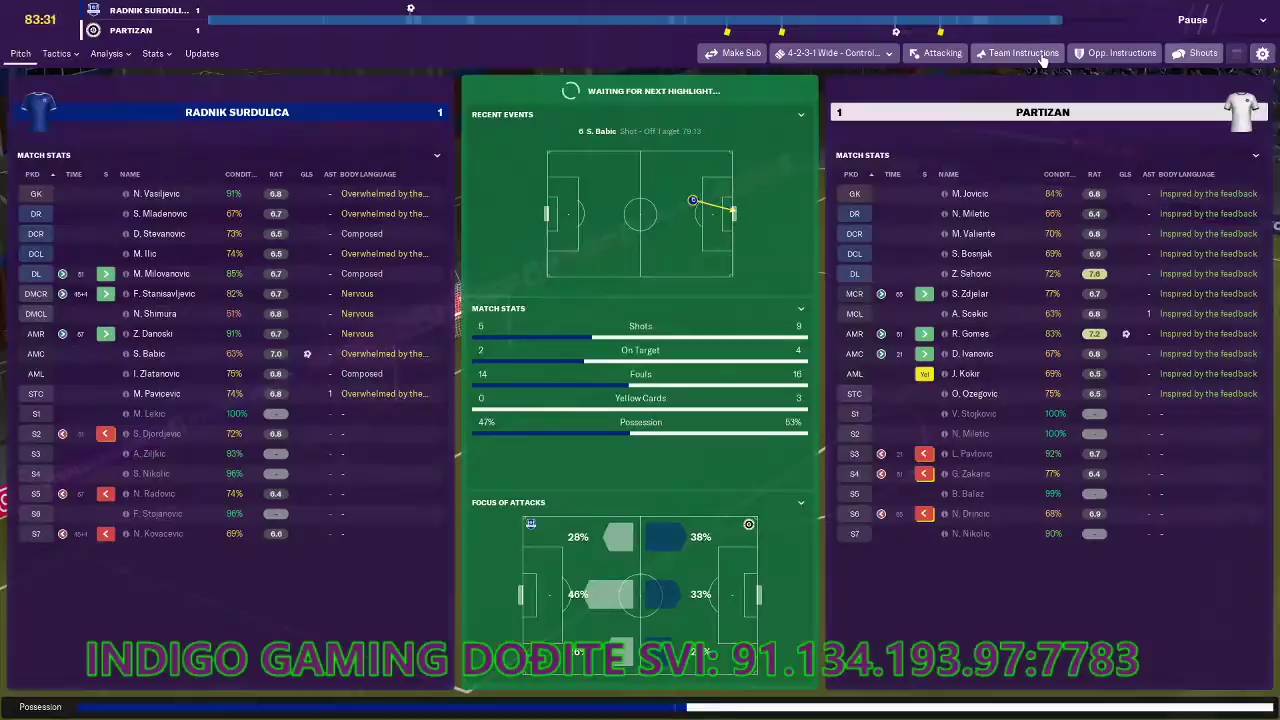 83:31
RADNIK SURDULI... 1
PARTIZAN 1
Pause
Pitch Tactics Analysis Stats Updates
Make Sub 4-2-3-1 Wide - Control... Attacking Team Instructions Opp. Instructions Shouts
RADNIK SURDULICA 1
MATCH STATS
PKD TIME S NAME CONDIT... RAT GLS AST BODY LANGUAGE
GK N. Vasiljevic 91% 6.8 - Overwhelmed by the...
DR S. Mladenovic 67% 6.7 - Overwhelmed by the...
DCR D. Stevanovic 73% 6.5 - Composed
DCL M. Ilic 74% 6.5 - Composed
DL 51 M. Milovanovic 85% 6.7 - Composed
DMCR 45+4 F. Stanisavljevic 82% 6.7 - Nervous
DMCL N. Shimura 51% 6.8 - Nervous
AMR 67 Z. Danoski 91% 6.7 - Nervous
AMC S. Babic 63% 7.0 - Overwhelmed by the...
AML I. Zlatanovic 75% 6.8 - Composed
STC M. Pavicevic 74% 6.8 1 Overwhelmed by the...
S1 M. Lekic 100% - - -
S2 51 S. Djordjevic 72% 6.8 - -
S3 A. Ziljkic 93% - - -
S4 S. Nikolic 96% - - -
S5 67 N. Radovic 74% 6.4 - -
S6 F. Stojanovic 96% - - -
S7 45+4 N. Kovacevic 69% 6.6 - -
WAITING FOR NEXT HIGHLIGHT...
RECENT EVENTS
6 S. Babic Shot - Off Target 79:13
6
MATCH STATS
5 Shots 9
2 On Target 4
14 Fouls 16
0 Yellow Cards 3
47% Possession 53%
FOCUS OF ATTACKS
28% 38%
46% 33%
1 PARTIZAN
MATCH STATS
PKD TIME S NAME CONDIT... RAT GLS AST BODY LANGUAGE
GK M. Jovicic 84% 6.8 - Inspired by the feedback
DR N. Miletic 66% 6.4 - Inspired by the feedback
DCR M. Valiente 70% 6.8 - Inspired by the feedback
DCL S. Bosnjak 69% 6.6 - Inspired by the feedback
DL Z. Sehovic 72% 7.6 - Inspired by the feedback
MCR 65 S. Zdjelar 77% 6.7 - Inspired by the feedback
MCL A. Scekic 63% 6.8 1 Inspired by the feedback
AMR 51 R. Gomes 83% 7.2 - Inspired by the feedback
AMC 21 D. Ivanovic 67% 6.8 - Inspired by the feedback
AML Yel J. Kokir 69% 6.5 - Inspired by the feedback
STC O. Ozegovic 75% 6.5 - Inspired by the feedback
S1 V. Stojkovic 100% - - -
S2 N. Miletic 100% - - -
S3 21 L. Pavlovic 92% 6.7 - -
S4 51 G. Zakaric 77% 6.4 - -
S5 B. Balaz 99% - - -
S6 65 N. Drincic 68% 6.9 - -
S7 N. Nikolic 90% - - -
INDIGO GAMING DOĐITE SVI: 91.134.193.97:7783
Possession